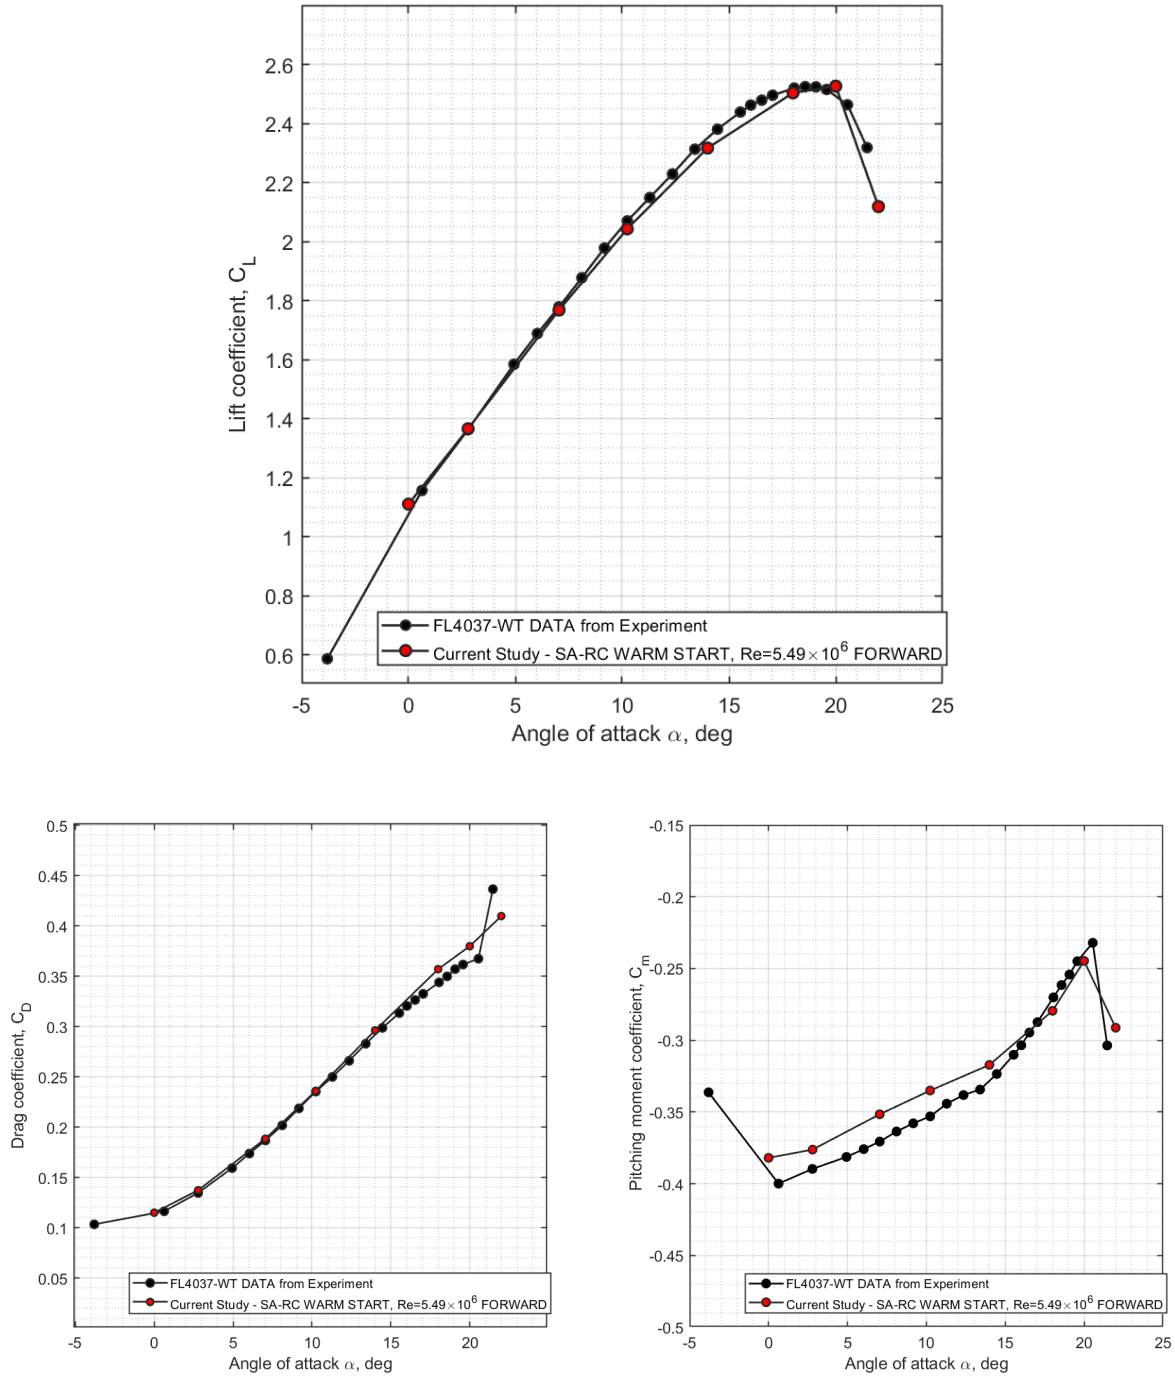 2.6
2.4
2.2
2
1.8
1.6
1.4
1.2
1
0.8
0.6
Lift coefficient, C_L
FL4037-WT DATA from Experiment
Current Study - SA-RC WARM START, Re=5.49×10^6 FORWARD
-5 0 5 10 15 20 25
Angle of attack α, deg
0.5
0.45
0.4
0.35
0.3
0.25
0.2
0.15
0.1
0.05
Drag coefficient, C_D
FL4037-WT DATA from Experiment
Current Study - SA-RC WARM START, Re=5.49×10^6 FORWARD
-5 0 5 10 15 20
Angle of attack α, deg
-0.15
-0.2
-0.25
-0.3
-0.35
-0.4
-0.45
-0.5
Pitching moment coefficient, C_m
FL4037-WT DATA from Experiment
Current Study - SA-RC WARM START, Re=5.49×10^6 FORWARD
-5 0 5 10 15 20 25
Angle of attack α, deg